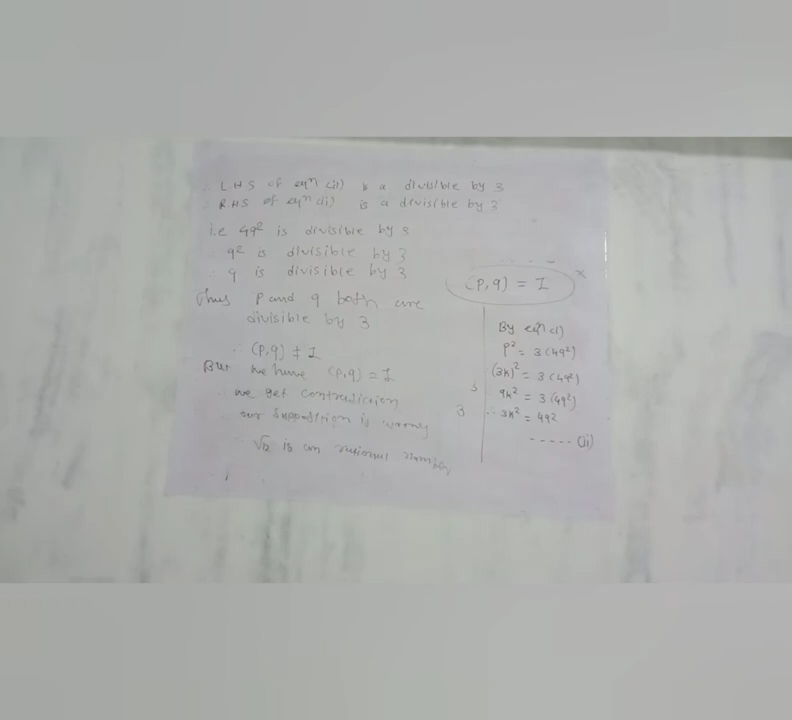 ∴ L.H.S of eqⁿ (ii) is a divisible by 3
∴ R.H.S of eqⁿ (ii) is a divisible by 3
i.e 4q² is divisible by 3
∴ q² is divisible by 3
∴ q is divisible by 3
Thus p and q both are
divisible by 3
∴ (p,q) ≠ 1
But we have (p,q) = 1
∴ we get contradiction
our supposition is wrong
is an rational number
(p,q) = 1
By eqⁿ (i)
p² = 3(4q²)
(3k)² = 3(4q²)
9k² = 3(4q²)
∴ 3k² = 4q²
----- (ii)
3
3